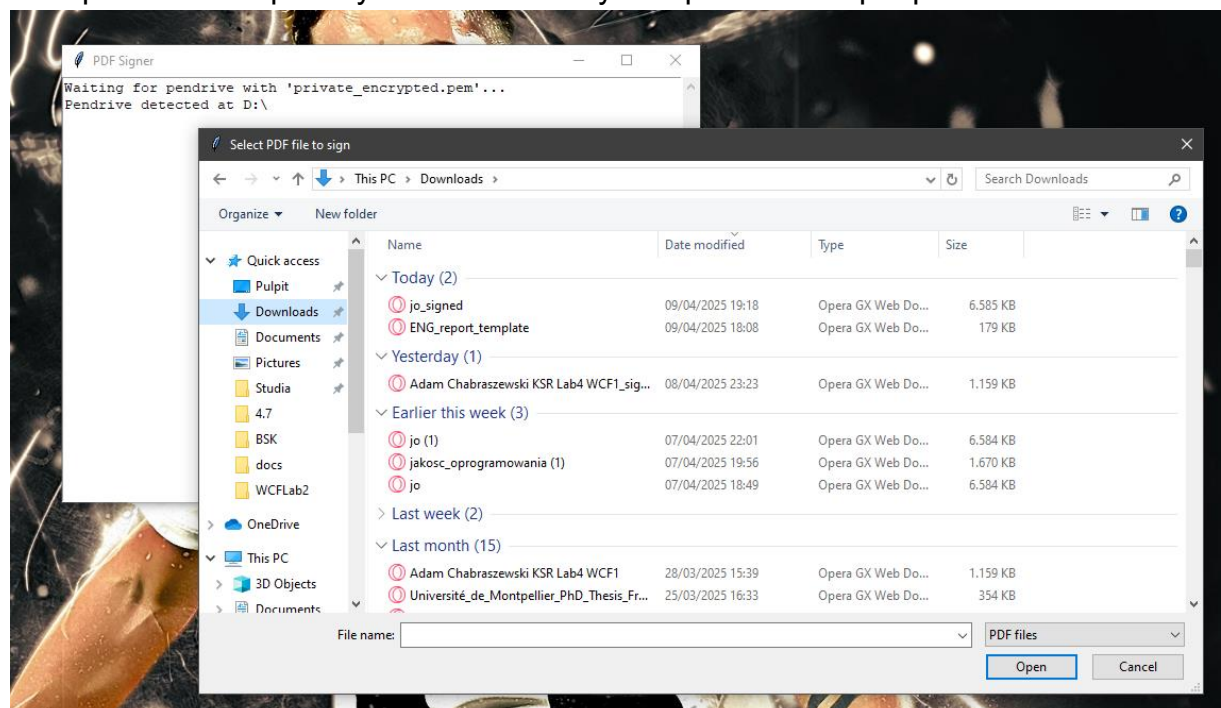 PDF Signer
Waiting for pendrive with 'private_encrypted.pem'...
Pendrive detected at D:\
Select PDF file to sign
This PC > Downloads >
Search Downloads
Organize
New folder
Name Date modified Type Size
Quick access
Pulpit
Downloads
Documents
Pictures
Studia
4.7
BSK
docs
WCFLab2
OneDrive
This PC
3D Objects
Documents
Today (2)
jo_signed 09/04/2025 19:18 Opera GX Web Do... 6.585 KB
ENG_report_template 09/04/2025 18:08 Opera GX Web Do... 179 KB
Yesterday (1)
Adam Chabraszewski KSR Lab4 WCF1_sig... 08/04/2025 23:23 Opera GX Web Do... 1.159 KB
Earlier this week (3)
jo (1) 07/04/2025 22:01 Opera GX Web Do... 6.584 KB
jakosc_oprogramowania (1) 07/04/2025 19:56 Opera GX Web Do... 1.670 KB
jo 07/04/2025 18:49 Opera GX Web Do... 6.584 KB
Last week (2)
Last month (15)
Adam Chabraszewski KSR Lab4 WCF1 28/03/2025 15:39 Opera GX Web Do... 1.159 KB
Université_de_Montpellier_PhD_Thesis_Fr... 25/03/2025 16:33 Opera GX Web Do... 354 KB
File name:
PDF files
Open
Cancel